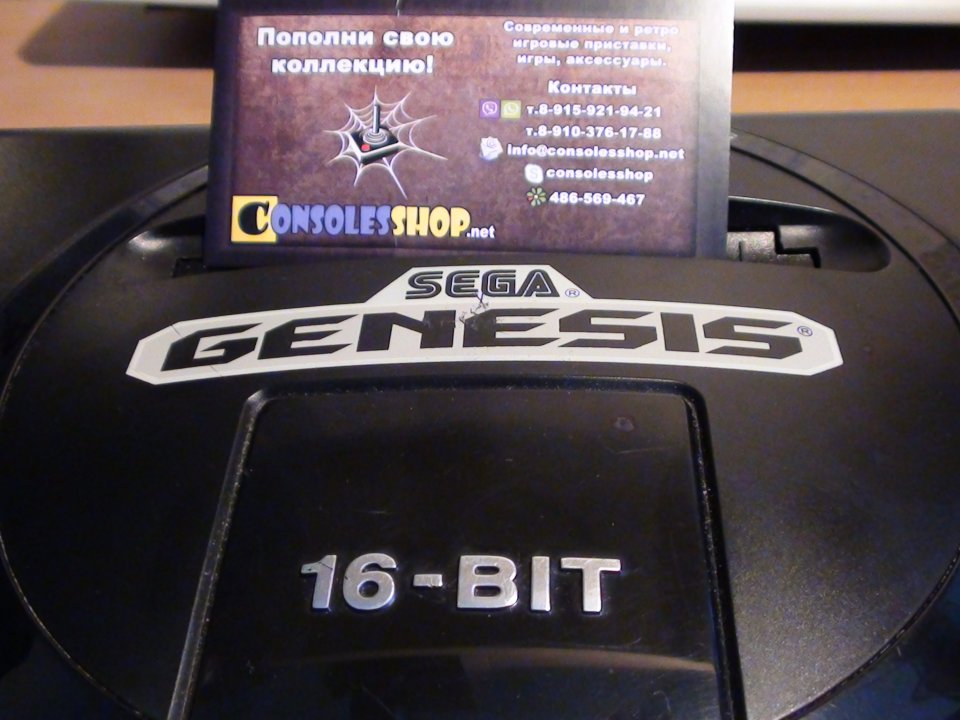 Пополни свою
коллекцию!
CONSOLESSHOP.net
Современные и ретро
игровые приставки,
игры, аксессуары.
Контакты
т.8-915-921-94-21
т.8-910-376-17-88
info@consolesshop.net
consolesshop
486-569-467
SEGA®
GENESIS®
16-BIT